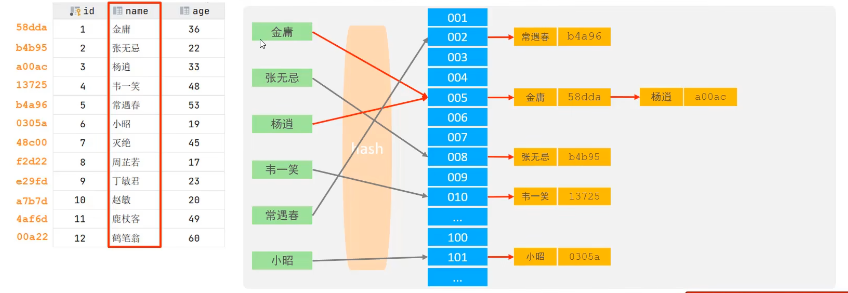 id name age
58dda 1 金庸 36
b4b95 2 张无忌 22
a00ac 3 杨逍 33
13725 4 韦一笑 48
b4a96 5 常遇春 53
0305a 6 小昭 19
48c00 7 灭绝 45
f2d22 8 周芷若 17
e29fd 9 丁敏君 23
a7b7d 10 赵敏 20
4af6d 11 鹿杖客 49
00a22 12 鹤笔翁 60
金庸
张无忌
杨逍
韦一笑
常遇春
小昭
Hash
001
002 常遇春 b4a96
003
004
005 金庸 58dda 杨逍 a00ac
006
007
008 张无忌 b4b95
009
010 韦一笑 13725
...
100
101 小昭 0305a
...